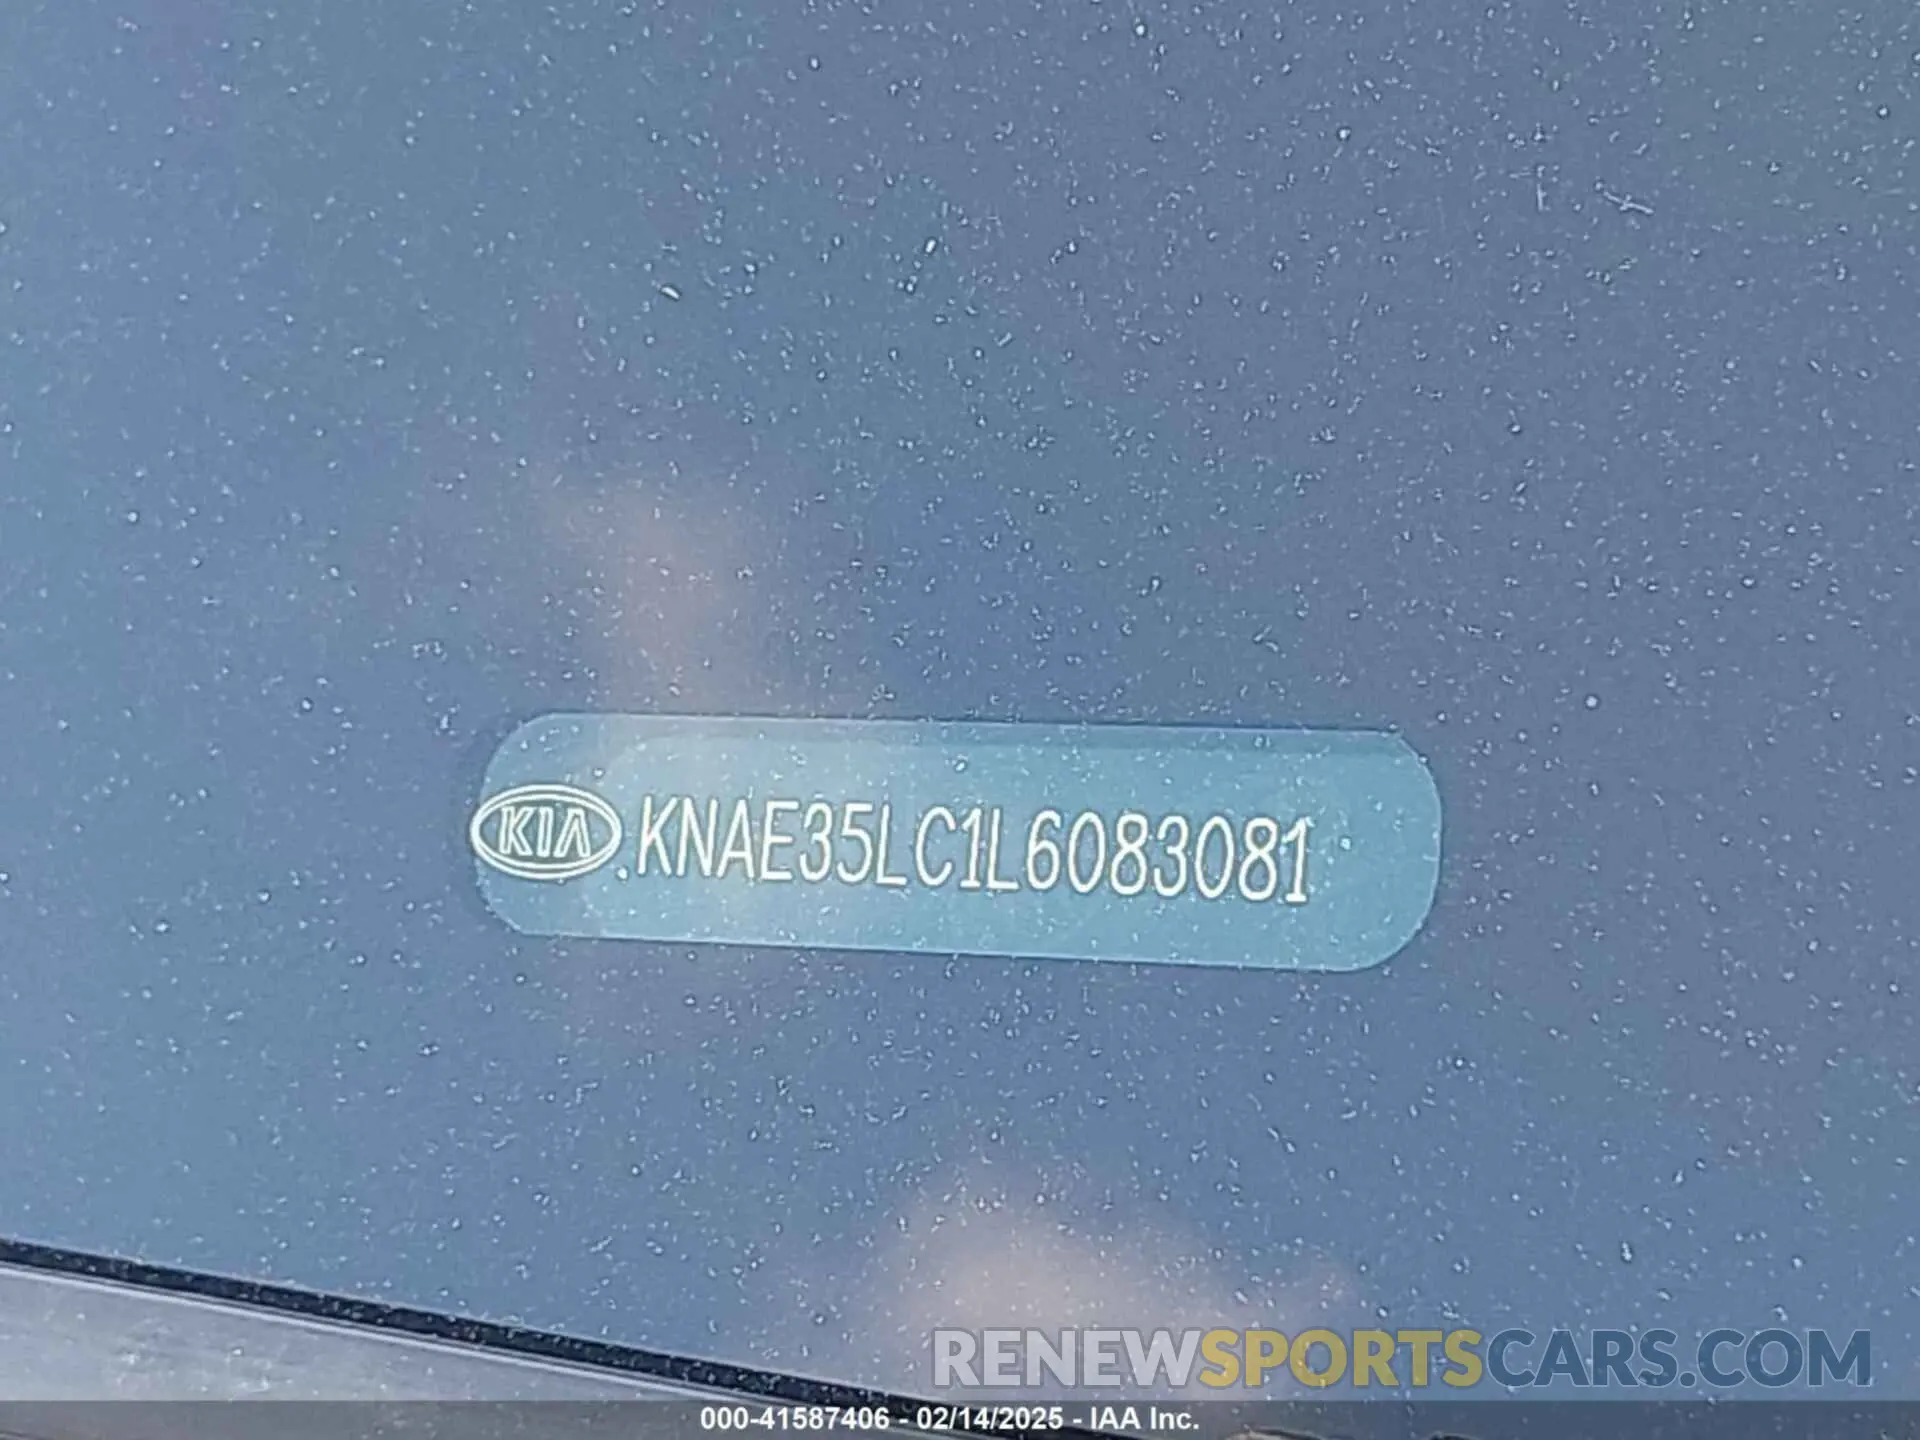 KIA .KNAE35LC1L6083081
RENEWSPORTSCARS.COM
000-41587406 - 02/14/2025 - IAA Inc.